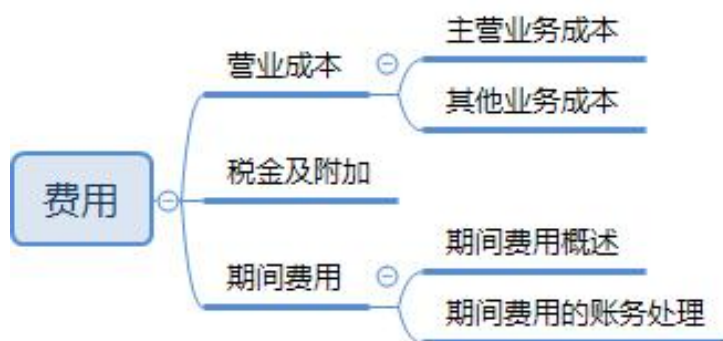 费用
营业成本
主营业务成本
其他业务成本
税金及附加
期间费用
期间费用概述
期间费用的账务处理